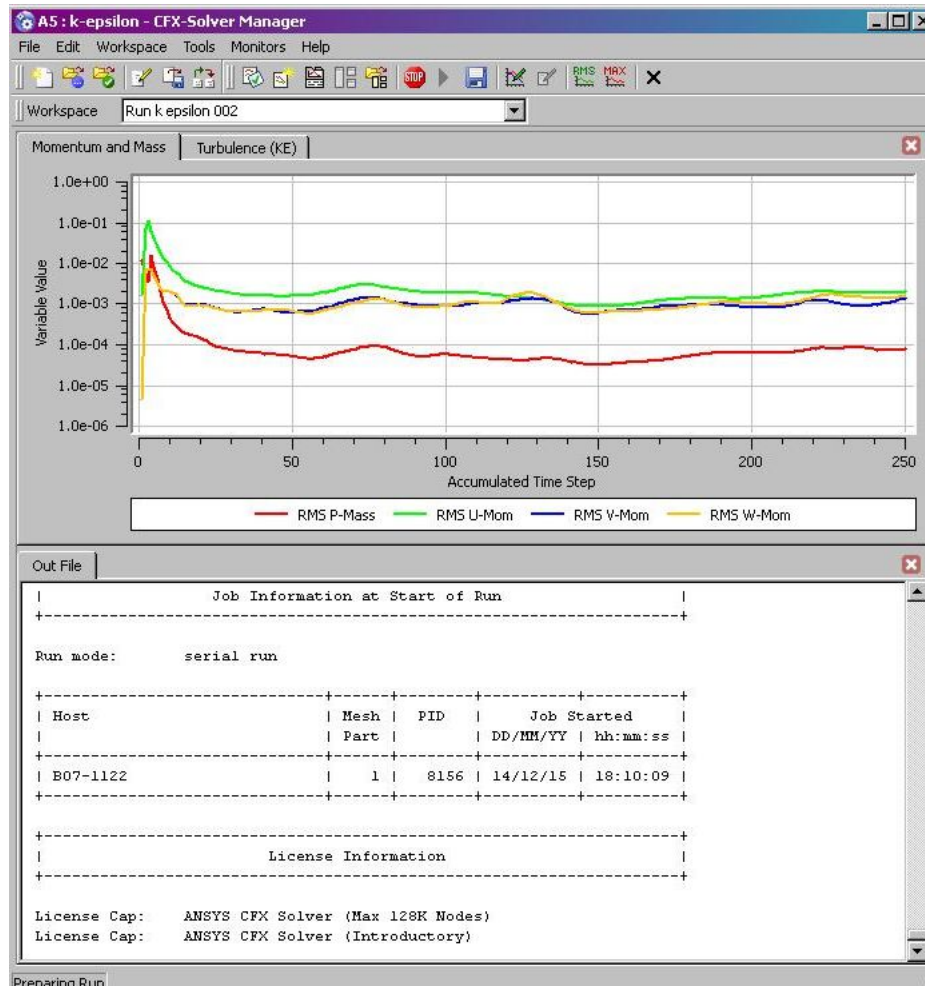 A5 : k-epsilon - CFX-Solver Manager
File Edit Workspace Tools Monitors Help
STOP RMS MAX
Workspace Run k epsilon 002
Momentum and Mass Turbulence (KE)
1.0e+00
1.0e-01
1.0e-02
1.0e-03
1.0e-04
1.0e-05
1.0e-06
Variable Value
0 50 100 150 200 250
Accumulated Time Step
RMS P-Mass RMS U-Mom RMS V-Mom RMS W-Mom
Out File
| Job Information at Start of Run |
+--------------------------------------------------------------------+
Run mode: serial run
+------------------------------+------+--------+----------+----------+
| Host | Mesh | PID | Job Started |
| | Part | | DD/MM/YY | hh:mm:ss |
+------------------------------+------+--------+----------+----------+
| B07-1122 | 1 | 8156 | 14/12/15 | 18:10:09 |
+------------------------------+------+--------+----------+----------+
+--------------------------------------------------------------------+
| License Information |
+--------------------------------------------------------------------+
License Cap: ANSYS CFX Solver (Max 128K Nodes)
License Cap: ANSYS CFX Solver (Introductory)
Preparing Run